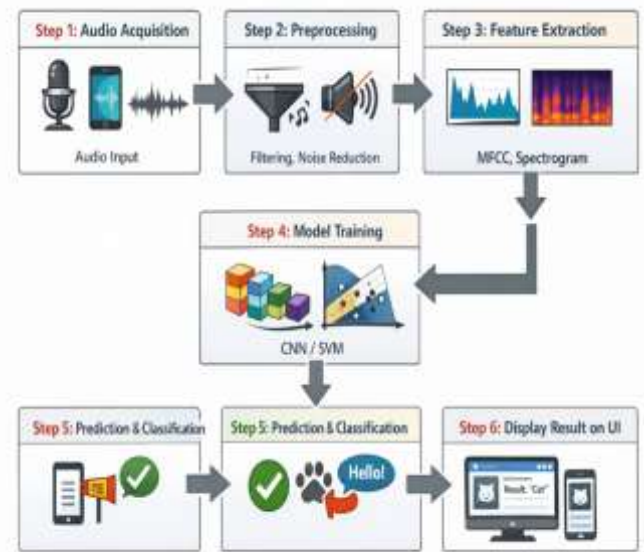 Step 1: Audio Acquisition
Audio Input
Step 2: Preprocessing
Filtering, Noise Reduction
Step 3: Feature Extraction
MFCC, Spectrogram
Step 4: Model Training
CNN / SVM
Step 5: Prediction & Classification
Step 5: Prediction & Classification
Hello!
Step 6: Display Result on UI
Result: "Cat"